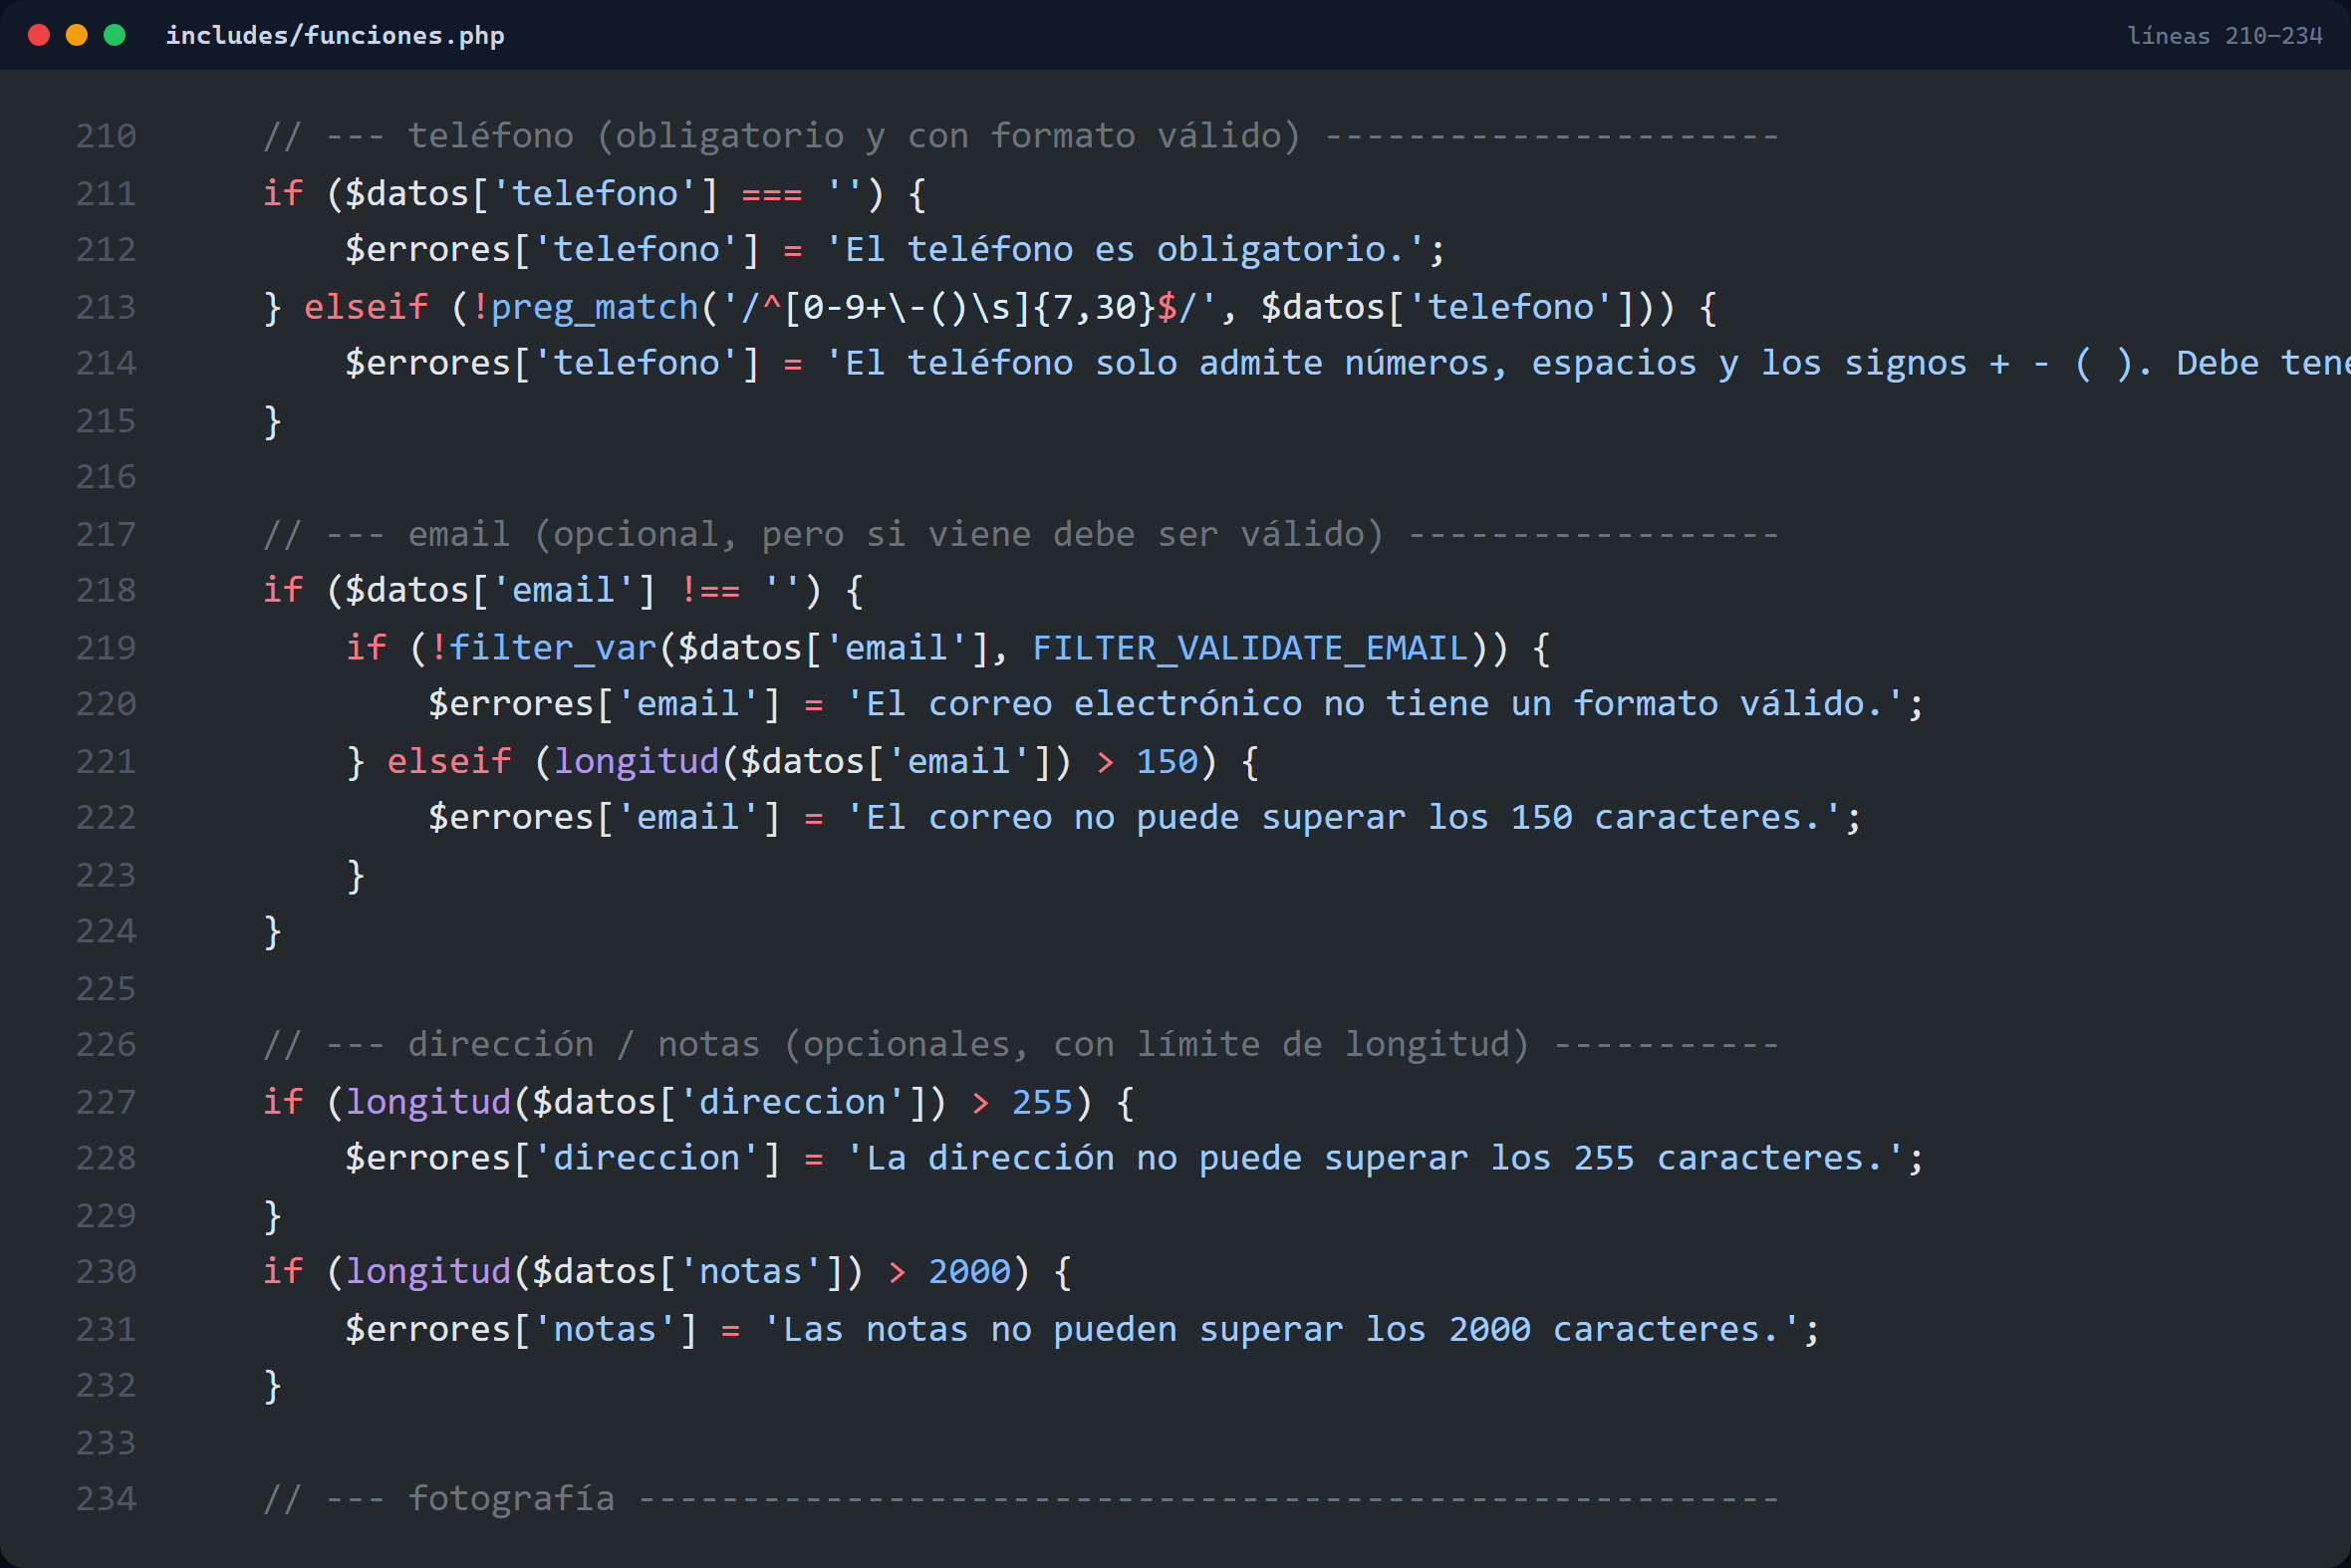 includes/funciones.php
líneas 210–234
210 // --- teléfono (obligatorio y con formato válido) ----------------------
211 if ($datos['telefono'] === '') {
212 $errores['telefono'] = 'El teléfono es obligatorio.';
213 } elseif (!preg_match('/^[0-9+\-()\s]{7,30}$/', $datos['telefono'])) {
214 $errores['telefono'] = 'El teléfono solo admite números, espacios y los signos + - ( ). Debe
215 }
216
217 // --- email (opcional, pero si viene debe ser válido) ------------------
218 if ($datos['email'] !== '') {
219 if (!filter_var($datos['email'], FILTER_VALIDATE_EMAIL)) {
220 $errores['email'] = 'El correo electrónico no tiene un formato válido.';
221 } elseif (longitud($datos['email']) > 150) {
222 $errores['email'] = 'El correo no puede superar los 150 caracteres.';
223 }
224 }
225
226 // --- dirección / notas (opcionales, con límite de longitud) -----------
227 if (longitud($datos['direccion']) > 255) {
228 $errores['direccion'] = 'La dirección no puede superar los 255 caracteres.';
229 }
230 if (longitud($datos['notas']) > 2000) {
231 $errores['notas'] = 'Las notas no pueden superar los 2000 caracteres.';
232 }
233
234 // --- fotografía -------------------------------------------------------